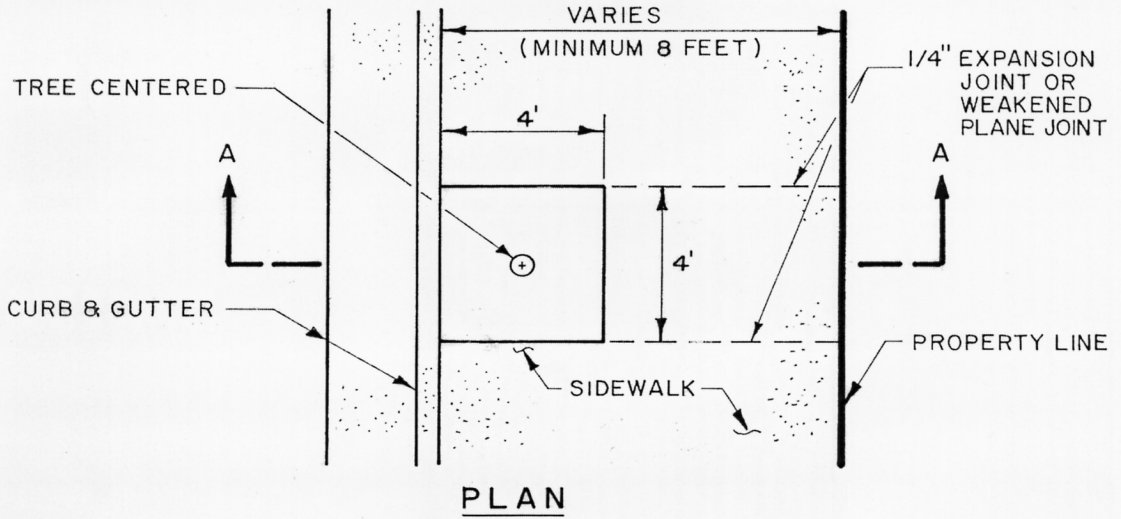 VARIES
(MINIMUM 8 FEET)
1/4" EXPANSION
JOINT OR
WEAKENED
PLANE JOINT
TREE CENTERED
4'
A
A
4'
CURB & GUTTER
PROPERTY LINE
SIDEWALK
PLAN